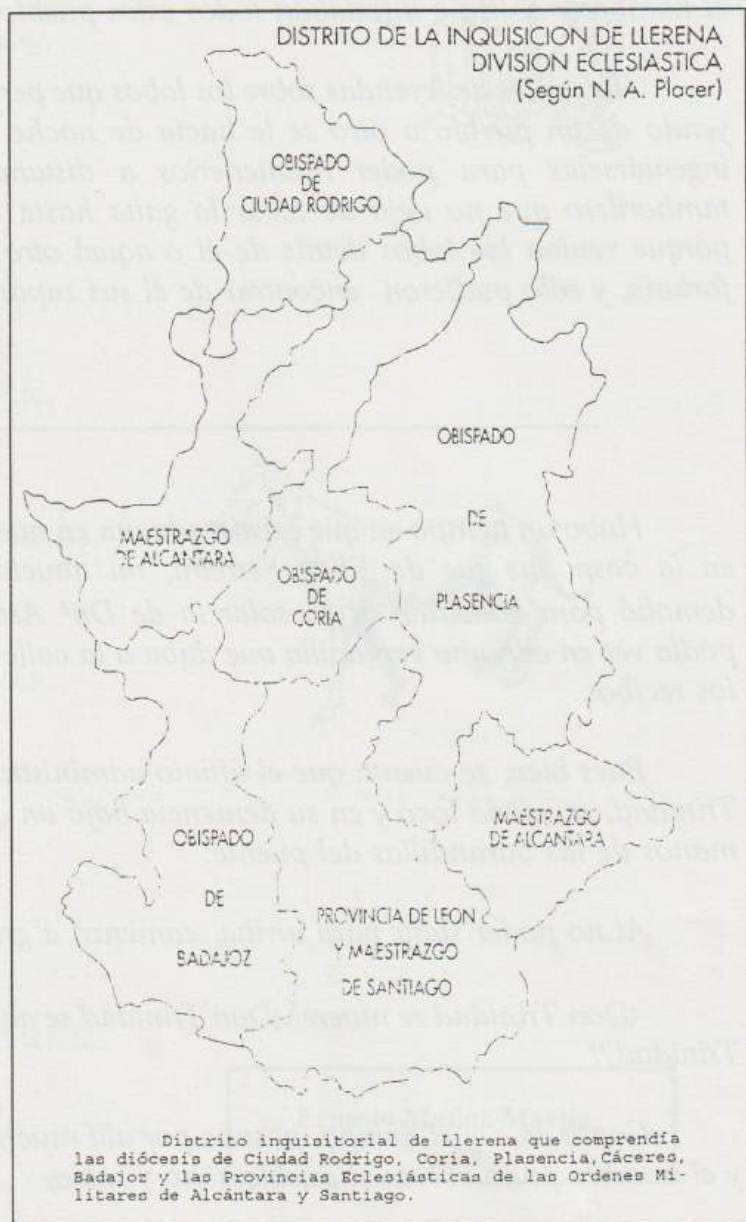 DISTRITO DE LA INQUISICION DE LLERENA
DIVISION ECLESIASTICA
(Según N. A. Placer)
OBISPADO
DE
CIUDAD RODRIGO
OBISPADO
DE
PLASENCIA
MAESTRAZGO
DE ALCANTARA
OBISPADO
DE
CORIA
MAESTRAZGO
DE ALCANTARA
OBISPADO
DE
BADAJOZ
PROVINCIA DE LEON
Y MAESTRAZGO
DE SANTIAGO
Distrito inquisitorial de Llerena que comprendía
las diócesis de Ciudad Rodrigo, Coria, Plasencia, Cáceres,
Badajoz y las Provincias Eclesiásticas de las Ordenes Mi-
litares de Alcántara y Santiago.